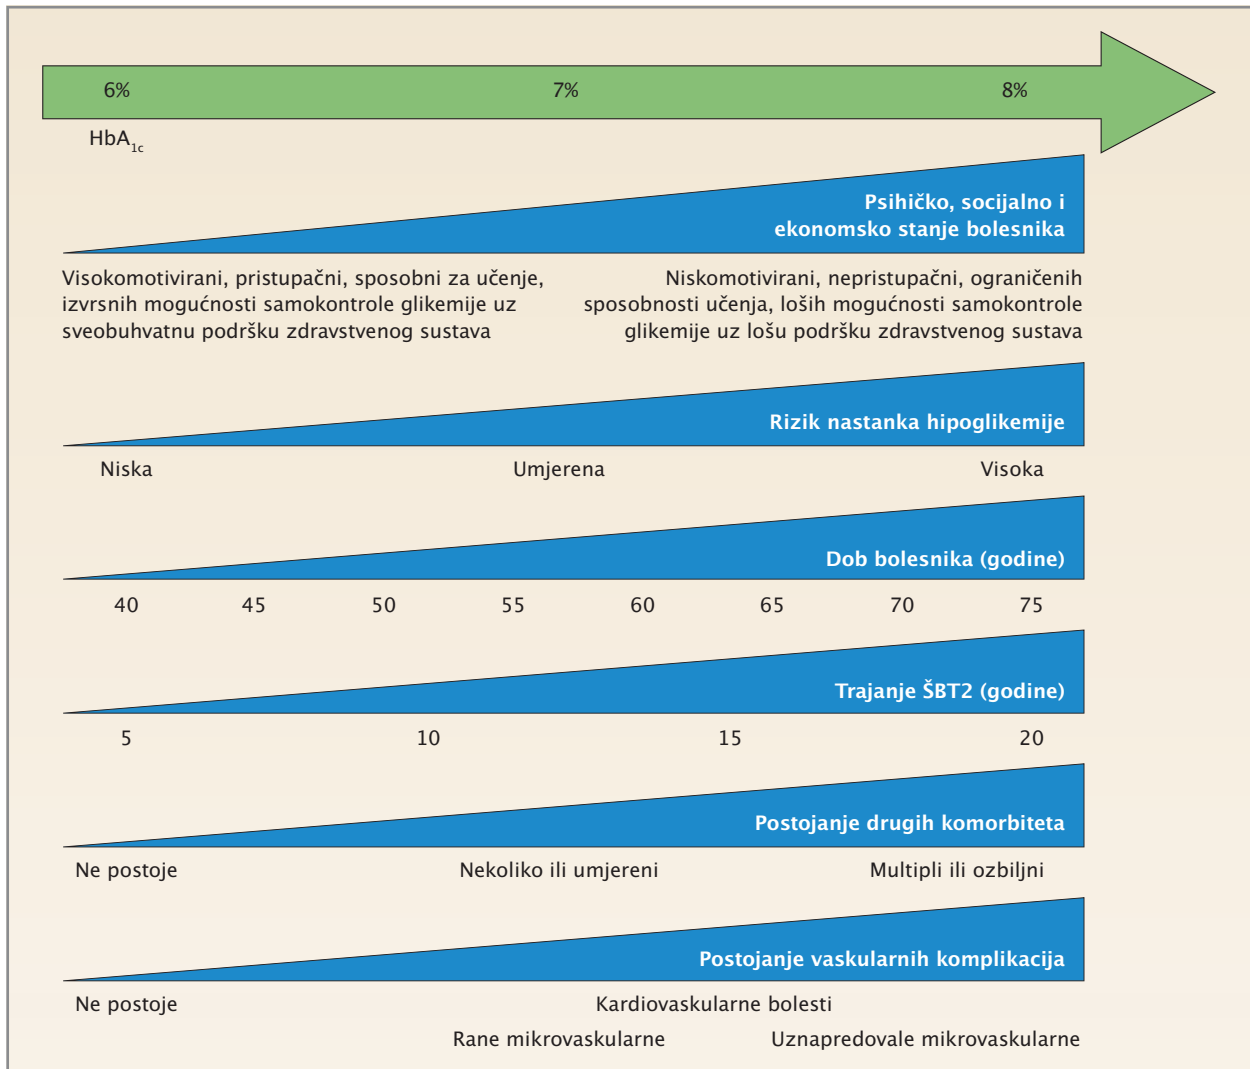 6% 7% 8%
HbA1c
Psihičko, socijalno i
ekonomsko stanje bolesnika
Visokomotivirani, pristupačni, sposobni za učenje,
izvrsnih mogućnosti samokontrole glikemije uz
sveobuhvatnu podršku zdravstvenog sustava
Niskomotivirani, nepristupačni, ograničenih
sposobnosti učenja, loših mogućnosti samokontrole
glikemije uz lošu podršku zdravstvenog sustava
Rizik nastanka hipoglikemije
Niska Umjerena Visoka
Dob bolesnika (godine)
40 45 50 55 60 65 70 75
Trajanje ŠBT2 (godine)
5 10 15 20
Postojanje drugih komorbiteta
Ne postoje Nekoliko ili umjereni Multipli ili ozbiljni
Postojanje vaskularnih komplikacija
Ne postoje Kardiovaskularne bolesti
Rane mikrovaskularne Uznapredovale mikrovaskularne